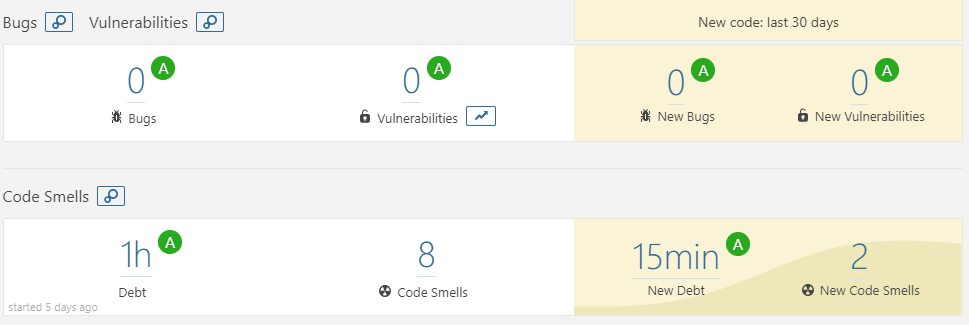 Bugs Vulnerabilities
New code: last 30 days
0 A 0 A 0 A 0 A
Bugs Vulnerabilities New Bugs New Vulnerabilities
Code Smells
1h A 8 15min A 2
Debt Code Smells New Debt New Code Smells
started 5 days ago